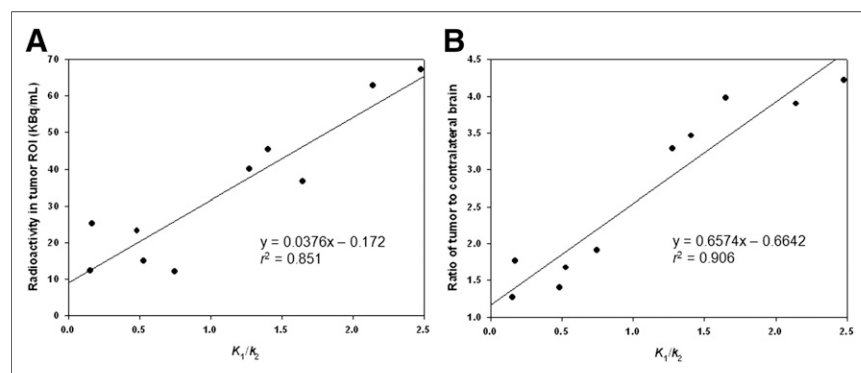 A
Radioactivity in tumor ROI (KBq/mL)
70
60
50
40
30
20
10
0
y = 0.0376x – 0.172
r² = 0.851
0.0 0.5 1.0 1.5 2.0 2.5
K₁/k₂
B
Ratio of tumor to contralateral brain
4.5
4.0
3.5
3.0
2.5
2.0
1.5
1.0
y = 0.6574x – 0.6642
r² = 0.906
0.0 0.5 1.0 1.5 2.0 2.5
K₁/k₂